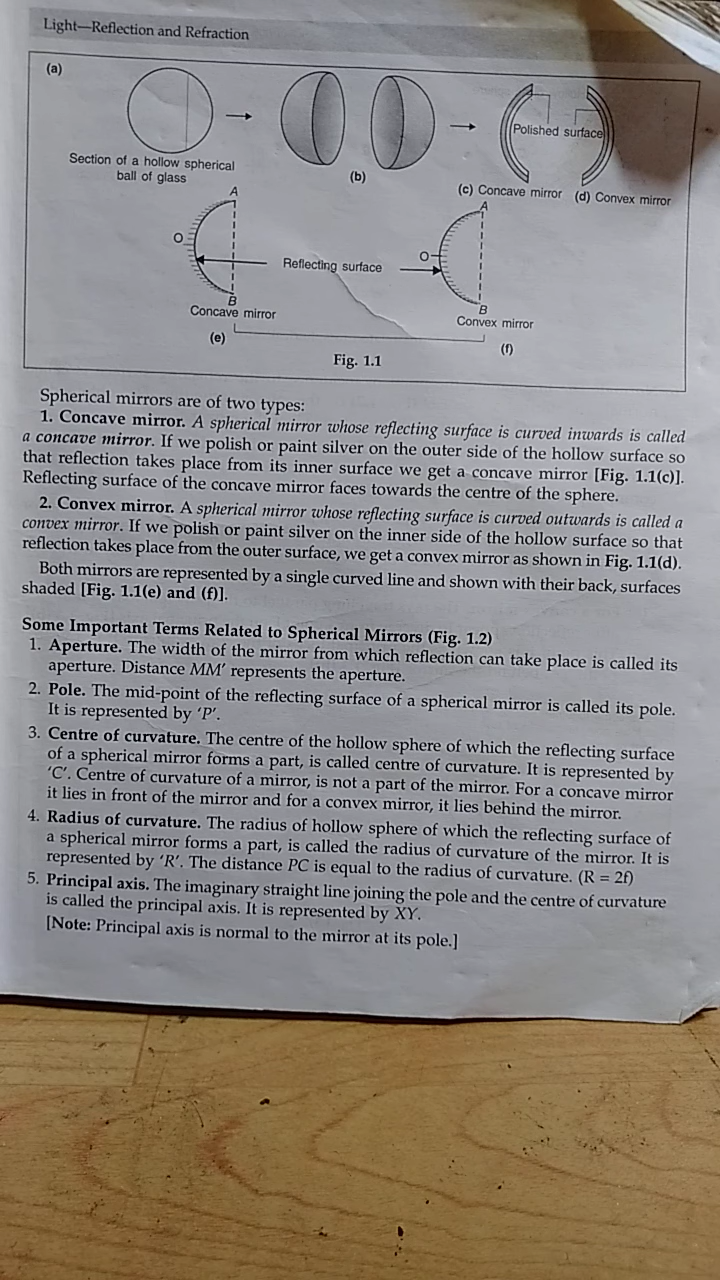 Light—Reflection and Refraction
(a)
Polished surface
Section of a hollow spherical
ball of glass
(b)
(c) Concave mirror (d) Convex mirror
A
A
O
O
Reflecting surface
B
B
Concave mirror
Convex mirror
(e)
(f)
Fig. 1.1
Spherical mirrors are of two types:
1. Concave mirror. A spherical mirror whose reflecting surface is curved inwards is called
a concave mirror. If we polish or paint silver on the outer side of the hollow surface so
that reflection takes place from its inner surface we get a concave mirror [Fig. 1.1(c)].
Reflecting surface of the concave mirror faces towards the centre of the sphere.
2. Convex mirror. A spherical mirror whose reflecting surface is curved outwards is called a
convex mirror. If we polish or paint silver on the inner side of the hollow surface so that
reflection takes place from the outer surface, we get a convex mirror as shown in Fig. 1.1(d).
Both mirrors are represented by a single curved line and shown with their back, surfaces
shaded [Fig. 1.1(e) and (f)].
Some Important Terms Related to Spherical Mirrors (Fig. 1.2)
1. Aperture. The width of the mirror from which reflection can take place is called its
aperture. Distance MM′ represents the aperture.
2. Pole. The mid-point of the reflecting surface of a spherical mirror is called its pole.
It is represented by ‘P’.
3. Centre of curvature. The centre of the hollow sphere of which the reflecting surface
of a spherical mirror forms a part, is called centre of curvature. It is represented by
‘C’. Centre of curvature of a mirror, is not a part of the mirror. For a concave mirror
it lies in front of the mirror and for a convex mirror, it lies behind the mirror.
4. Radius of curvature. The radius of hollow sphere of which the reflecting surface of
a spherical mirror forms a part, is called the radius of curvature of the mirror. It is
represented by ‘R’. The distance PC is equal to the radius of curvature. (R = 2f)
5. Principal axis. The imaginary straight line joining the pole and the centre of curvature
is called the principal axis. It is represented by XY.
[Note: Principal axis is normal to the mirror at its pole.]